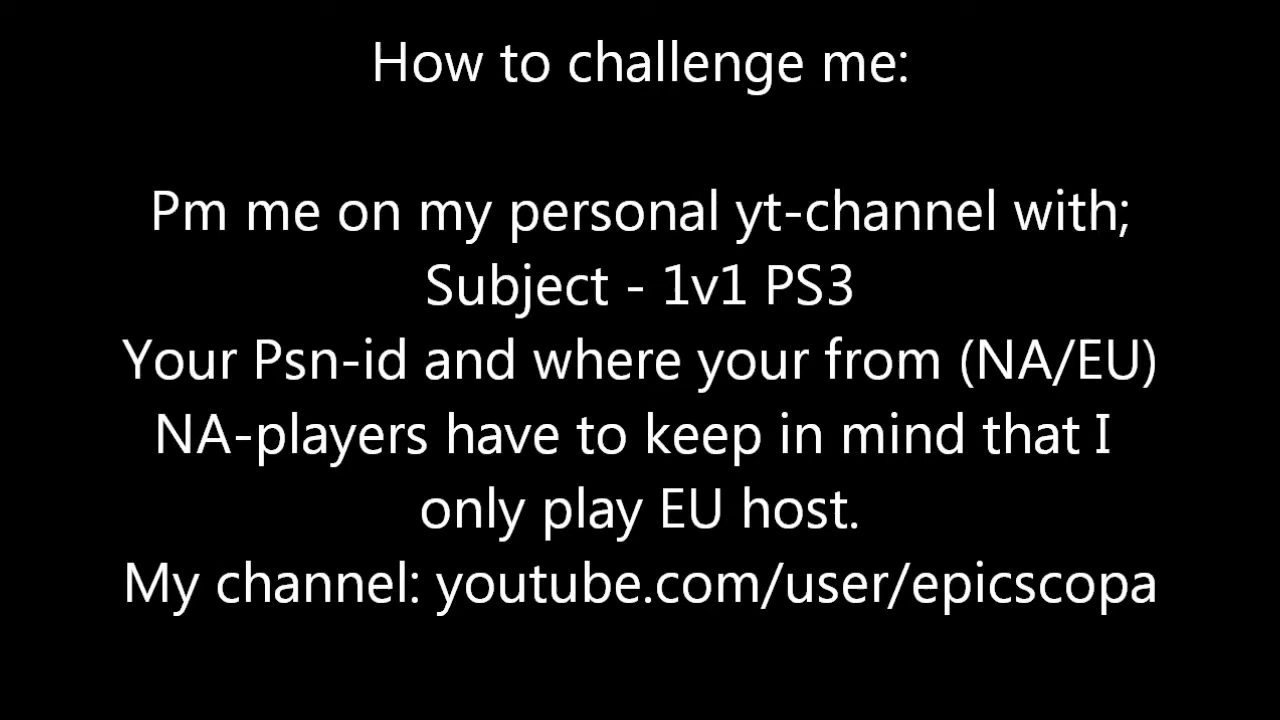 How to challenge me:
Pm me on my personal yt-channel with;
Subject - 1v1 PS3
Your Psn-id and where your from (NA/EU)
NA-players have to keep in mind that I
only play EU host.
My channel: youtube.com/user/epicscopa